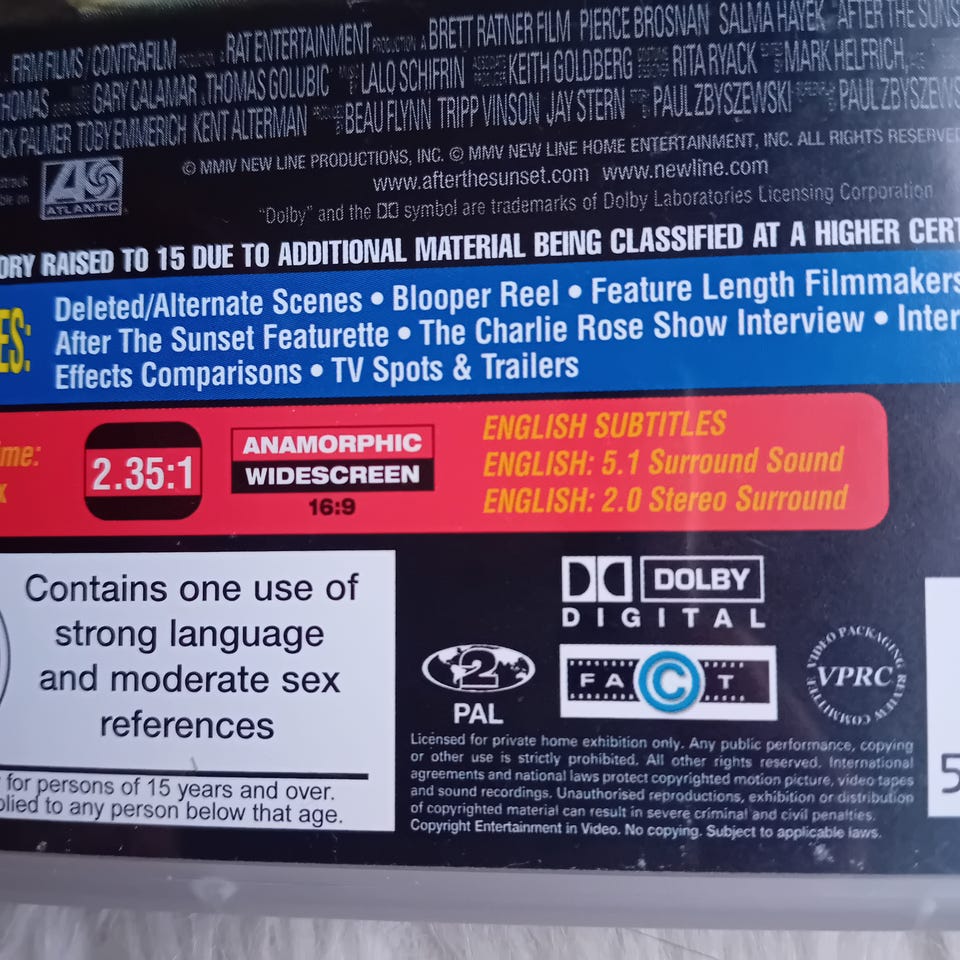 FIRM FILMS / CONTRAFILM RAT ENTERTAINMENT A BRETT RATNER FILM PIERCE BROSNAN SALMA HAYEK "AFTER THE SUNS
THOMAS GARY CALAMAR THOMAS GOLUBIC LALO SCHIFRIN KEITH GOLDBERG RITA RYACK MARK HELFRICH,
CK PALMER TOBY EMMERICH KENT ALTERMAN BEAU FLYNN TRIPP VINSON JAY STERN PAUL ZBYSZEWSKI PAUL ZBYSZEWS
© MMIV NEW LINE PRODUCTIONS, INC. © MMV NEW LINE HOME ENTERTAINMENT, INC. ALL RIGHTS RESERVED
www.afterthesunset.com www.newline.com
ATLANTIC
"Dolby" and the symbol are trademarks of Dolby Laboratories Licensing Corporation
ORY RAISED TO 15 DUE TO ADDITIONAL MATERIAL BEING CLASSIFIED AT A HIGHER CERT
ES:
Deleted/Alternate Scenes • Blooper Reel • Feature Length Filmmakers
After The Sunset Featurette • The Charlie Rose Show Interview • Inter
Effects Comparisons • TV Spots & Trailers
ime:
x
2.35:1
ANAMORPHIC
WIDESCREEN
16:9
ENGLISH SUBTITLES
ENGLISH: 5.1 Surround Sound
ENGLISH: 2.0 Stereo Surround
Contains one use of
strong language
and moderate sex
references
for persons of 15 years and over.
plied to any person below that age.
DOLBY
DIGITAL
2
PAL
FACT
VIDEO PACKAGING REVIEW COMMITTEE
VPRC
Licensed for private home exhibition only. Any public performance, copying
or other use is strictly prohibited. All other rights reserved. International
agreements and national laws protect copyrighted motion picture, video tapes
and sound recordings. Unauthorised reproductions, exhibition or distribution
of copyrighted material can result in severe criminal and civil penalties.
Copyright Entertainment in Video. No copying. Subject to applicable laws.
5